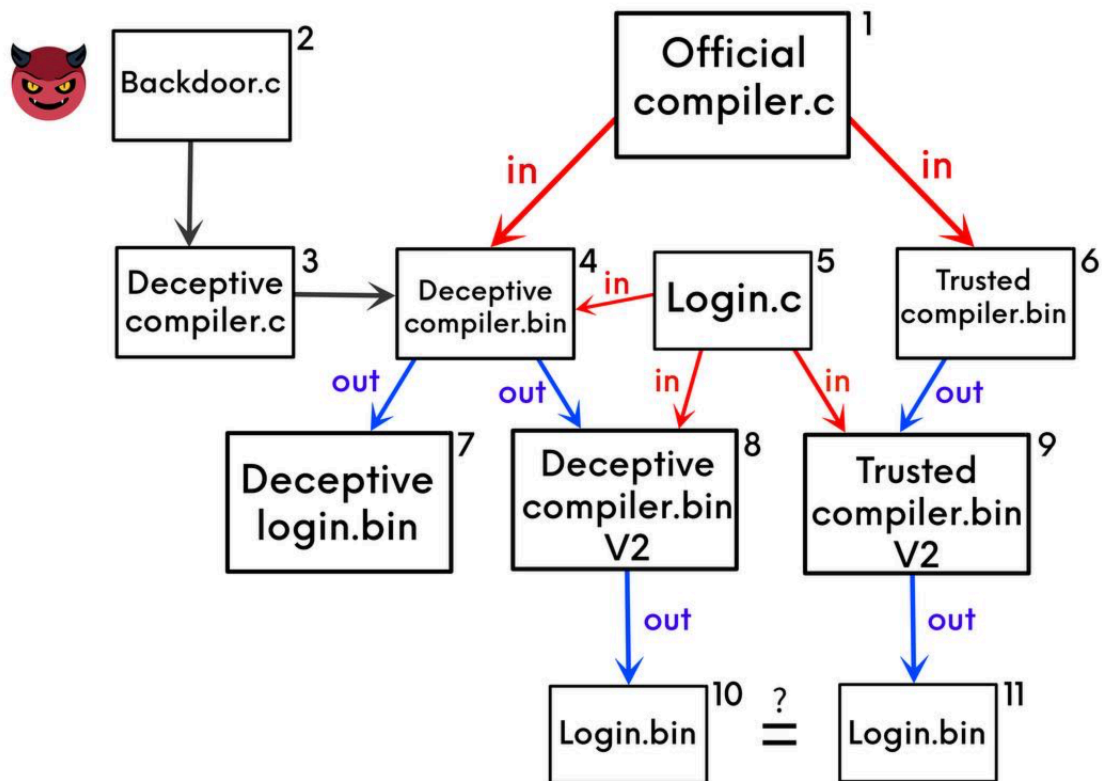 2
Backdoor.c
1
Official
compiler.c
in
in
3
Deceptive
compiler.c
4
Deceptive
compiler.bin
in
5
Login.c
6
Trusted
compiler.bin
out
out
in
in
out
7
Deceptive
login.bin
8
Deceptive
compiler.bin
V2
9
Trusted
compiler.bin
V2
out
out
10
Login.bin
?
=
11
Login.bin